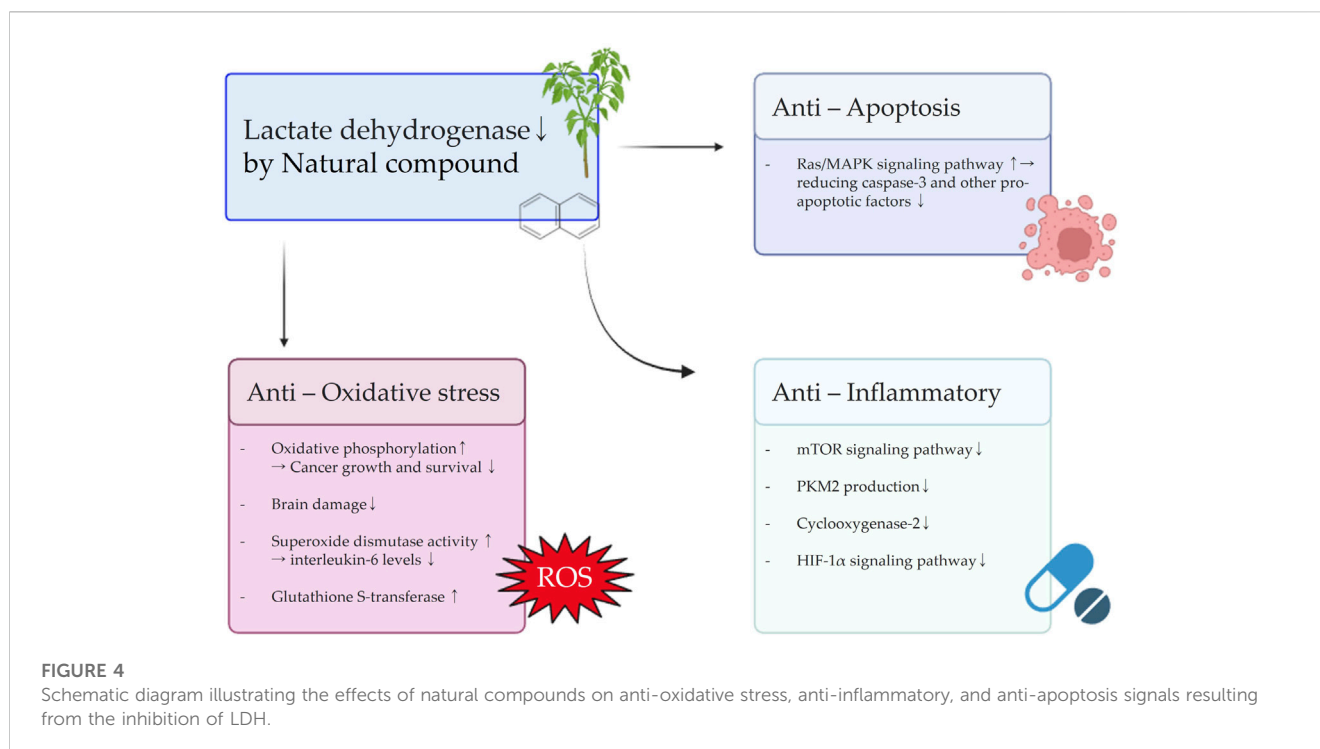 Lactate dehydrogenase↓
by Natural compound
Anti – Apoptosis
- Ras/MAPK signaling pathway ↑→
reducing caspase-3 and other pro-
apoptotic factors ↓
Anti – Oxidative stress
- Oxidative phosphorylation↑
→ Cancer growth and survival ↓
- Brain damage↓
- Superoxide dismutase activity ↑
→ interleukin-6 levels ↓
- Glutathione S-transferase ↑
ROS
Anti – Inflammatory
- mTOR signaling pathway↓
- PKM2 production↓
- Cyclooxygenase-2↓
- HIF-1α signaling pathway↓
FIGURE 4
Schematic diagram illustrating the effects of natural compounds on anti-oxidative stress, anti-inflammatory, and anti-apoptosis signals resulting
from the inhibition of LDH.